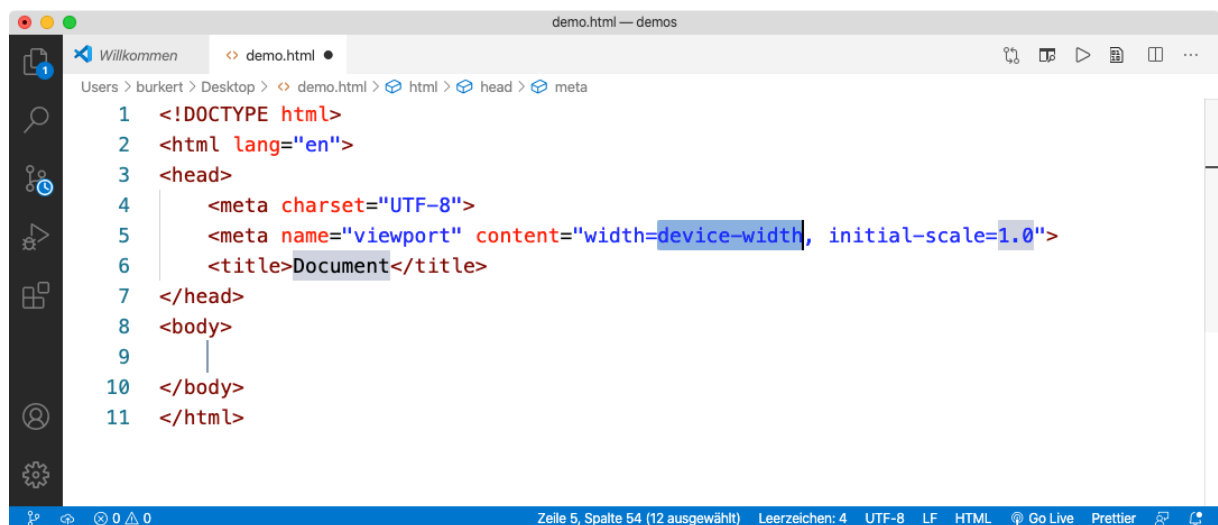 demo.html — demos
Willkommen demo.html
Users > burkert > Desktop > demo.html > html > head > meta
1 <!DOCTYPE html>
2 <html lang="en">
3 <head>
4 <meta charset="UTF-8">
5 <meta name="viewport" content="width=device-width, initial-scale=1.0">
6 <title>Document</title>
7 </head>
8 <body>
9
10 </body>
11 </html>
1
0 0 Zeile 5, Spalte 54 (12 ausgewählt) Leerzeichen: 4 UTF-8 LF HTML Go Live Prettier